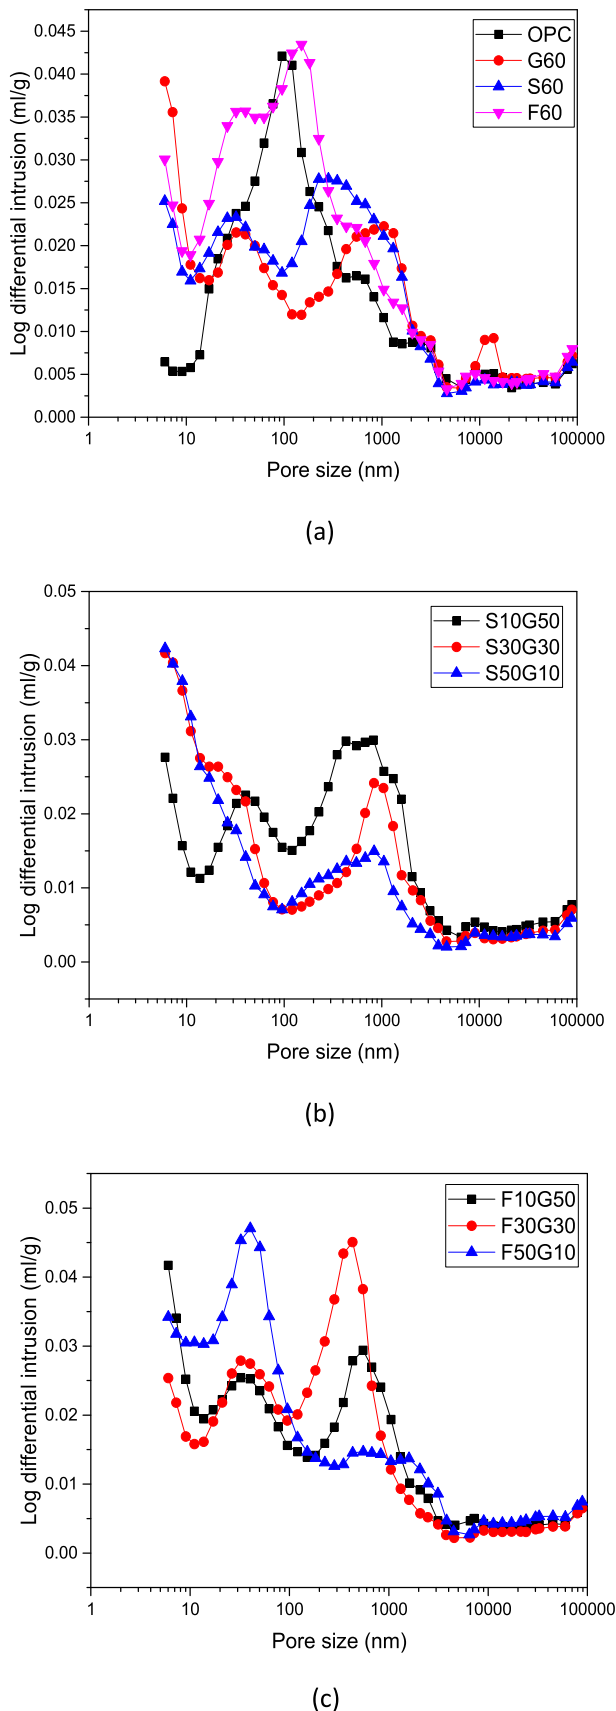 OPC
G60
S60
F60
Log differential intrusion (ml/g)
0.045
0.040
0.035
0.030
0.025
0.020
0.015
0.010
0.005
0.000
1 10 100 1000 10000 100000
Pore size (nm)
(a)
S10G50
S30G30
S50G10
Log differential intrusion (ml/g)
0.05
0.04
0.03
0.02
0.01
0.00
1 10 100 1000 10000 100000
Pore size (nm)
(b)
F10G50
F30G30
F50G10
Log differential intrusion (ml/g)
0.05
0.04
0.03
0.02
0.01
0.00
1 10 100 1000 10000 100000
Pore size (nm)
(c)